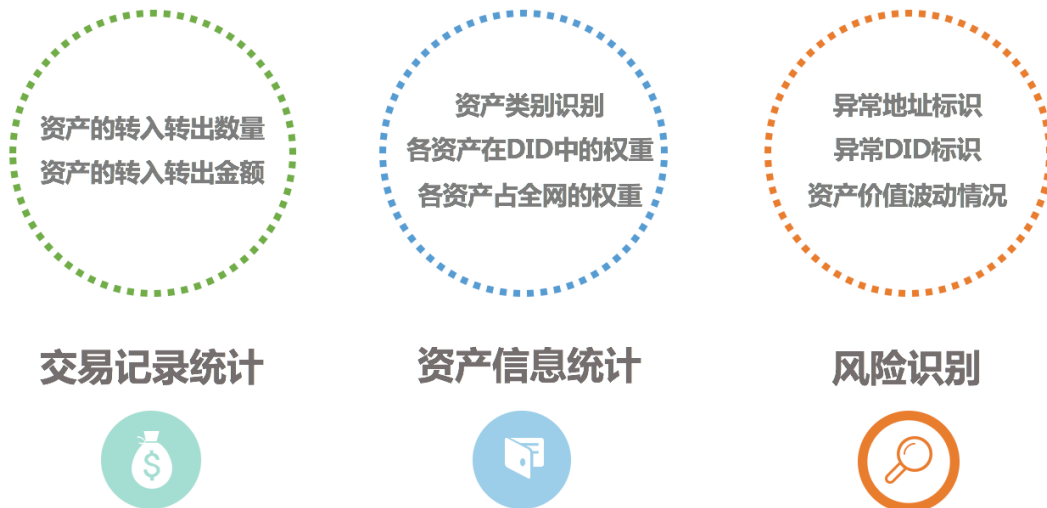 资产的转入转出数量
资产的转入转出金额
资产类别识别
各资产在DID中的权重
各资产占全网的权重
异常地址标识
异常DID标识
资产价值波动情况
交易记录统计
资产信息统计
风险识别
$